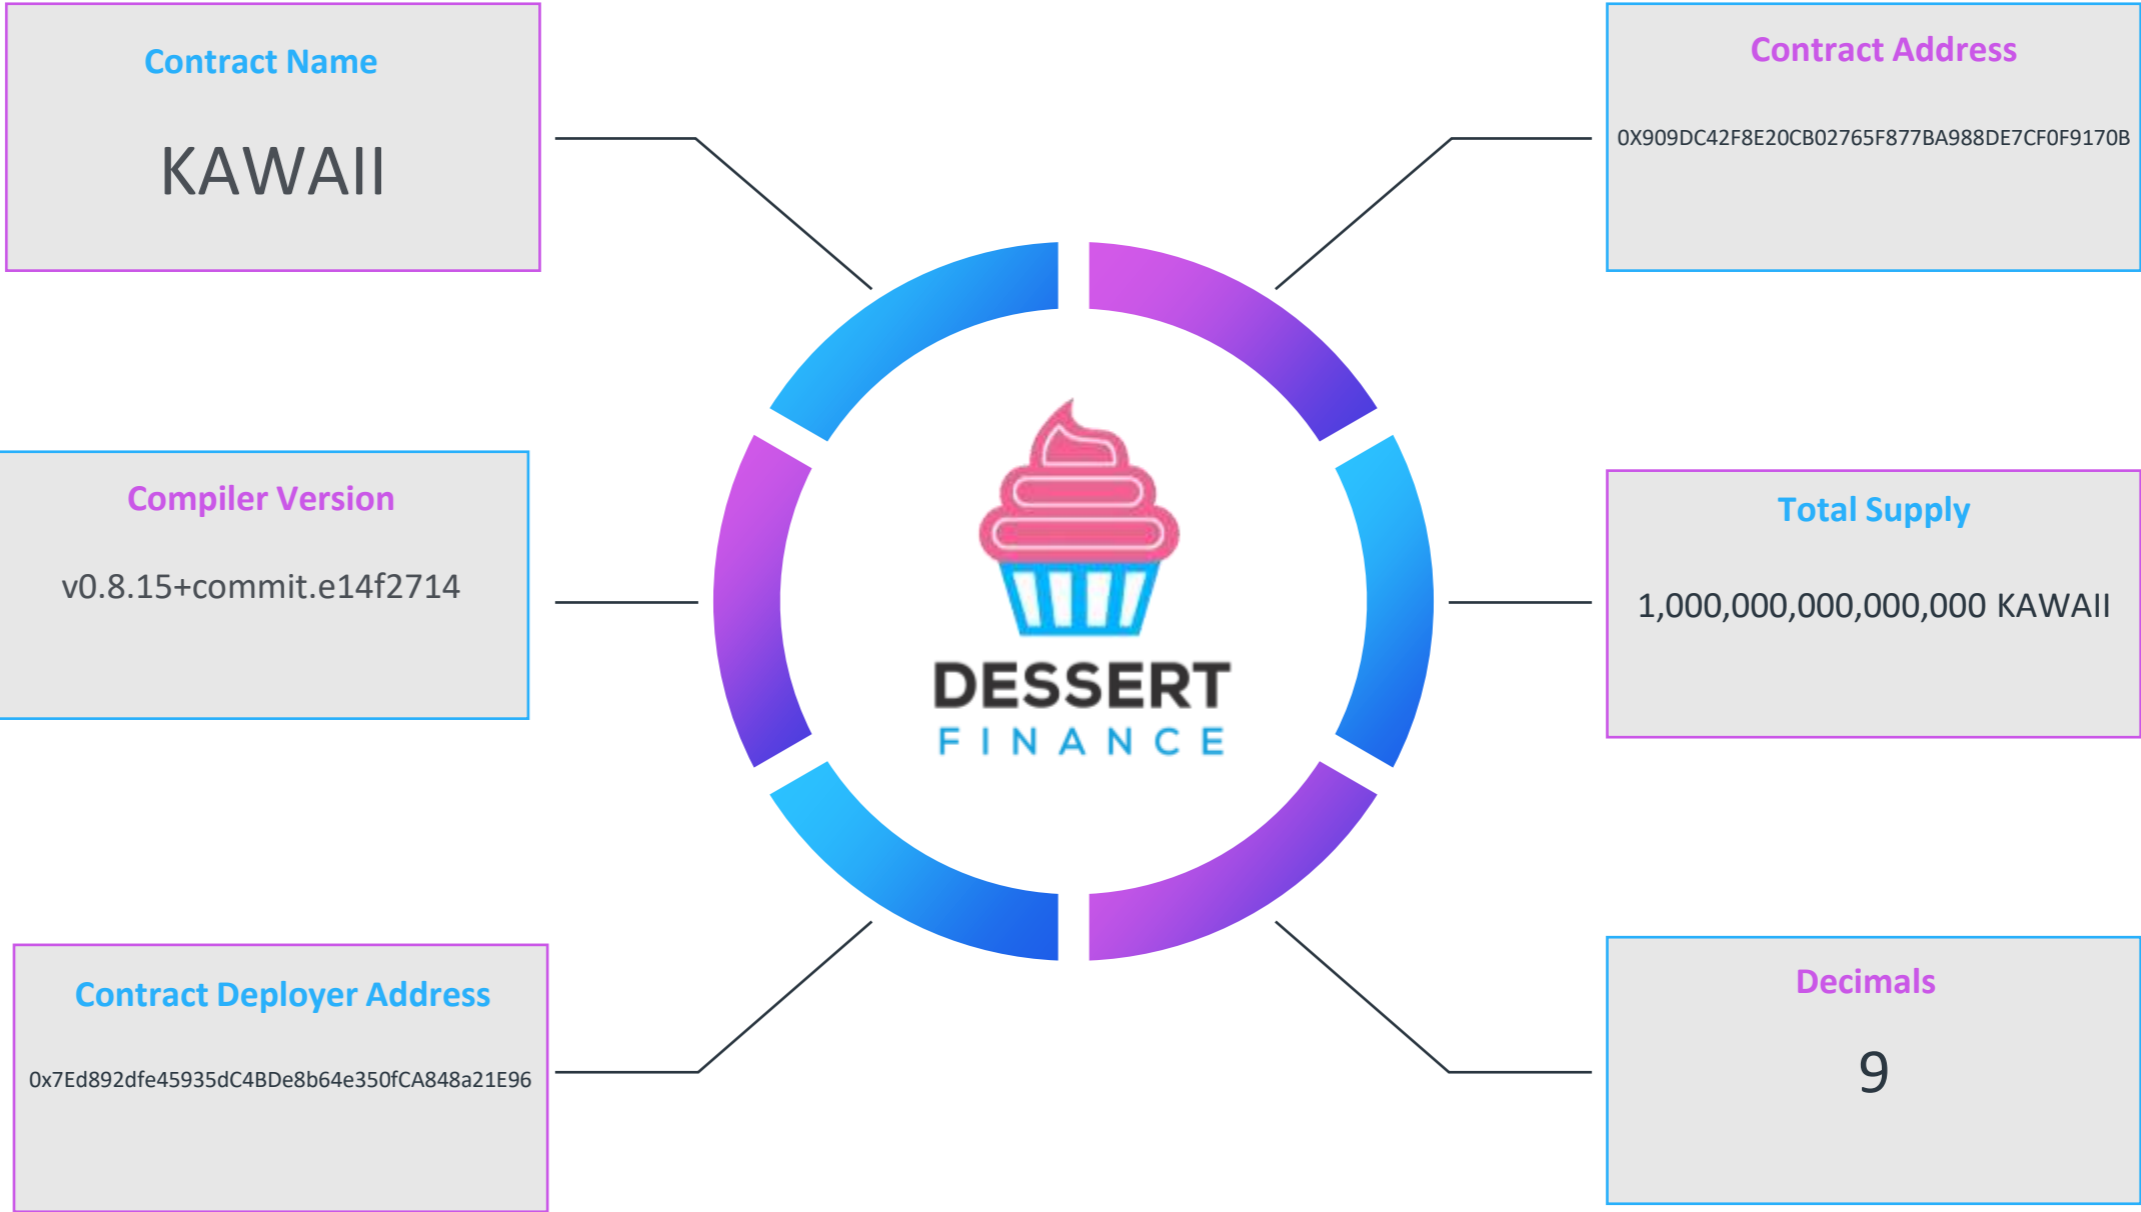 Contract Name
KAWAII
Contract Address
0X909DC42F8E20CB02765F877BA988DE7CF0F9170B
Compiler Version
v0.8.15+commit.e14f2714
DESSERT
FINANCE
Total Supply
1,000,000,000,000,000 KAWAII
Contract Deployer Address
0x7Ed892dfe45935dC4BDe8b64e350fCA848a21E96
Decimals
9